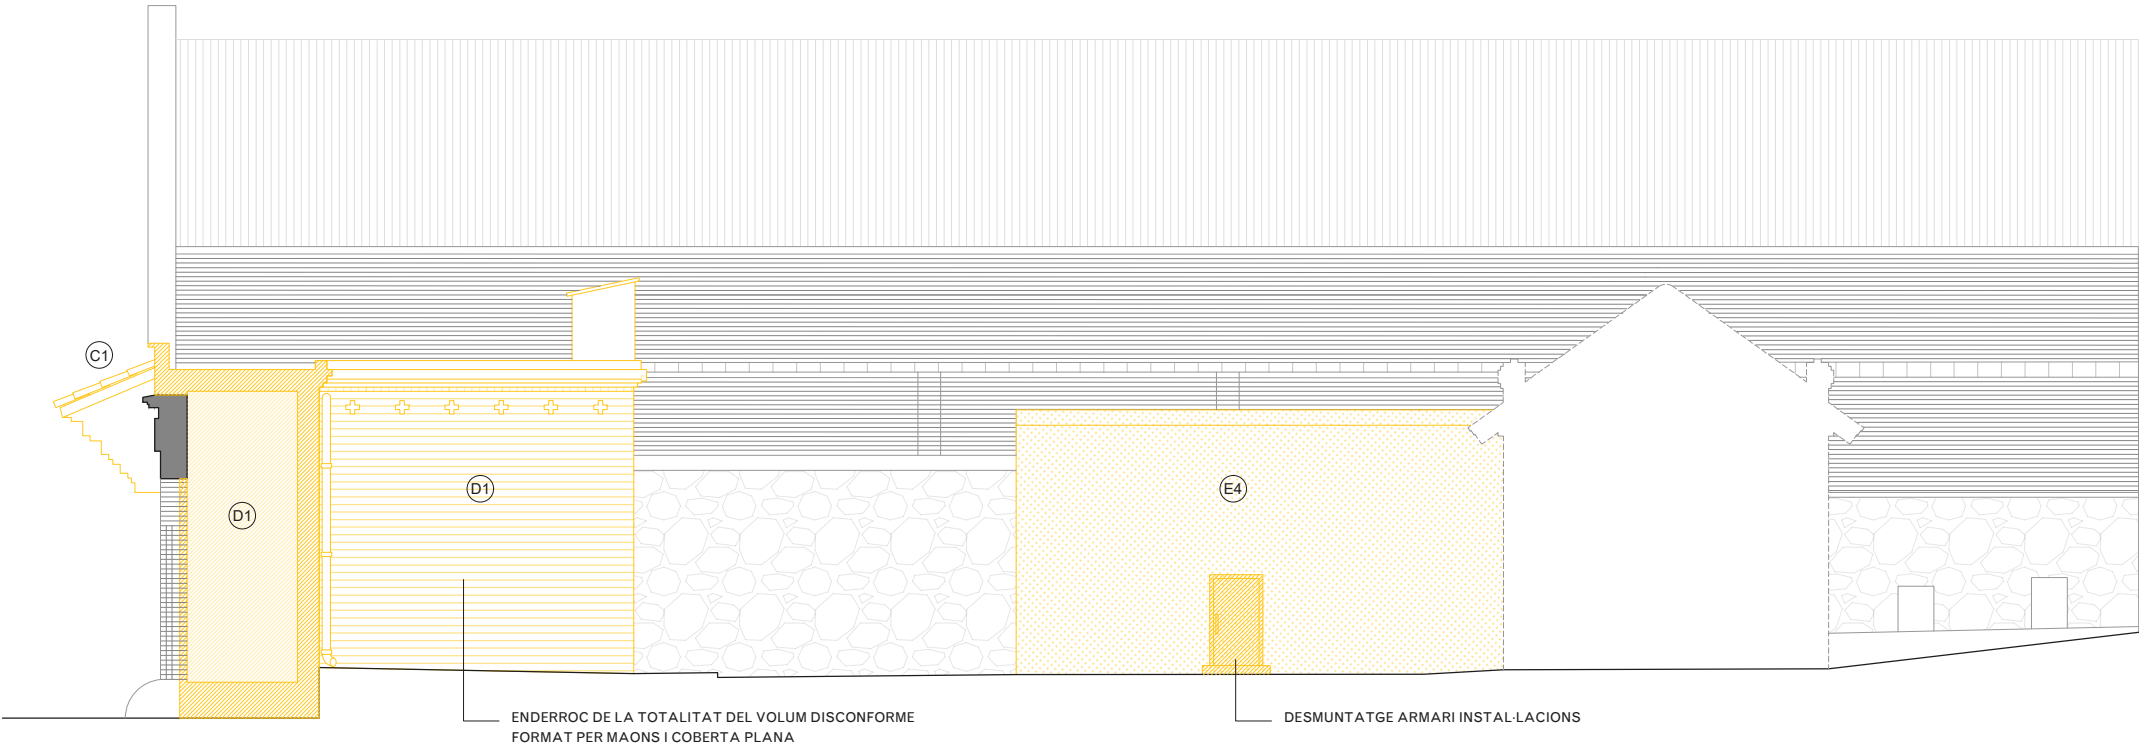 C1
D1
D1
E4
ENDERROC DE LA TOTALITAT DEL VOLUM DISCONFORME
FORMAT PER MAONS I COBERTA PLANA
DESMUNTATGE ARMARI INSTAL·LACIONS